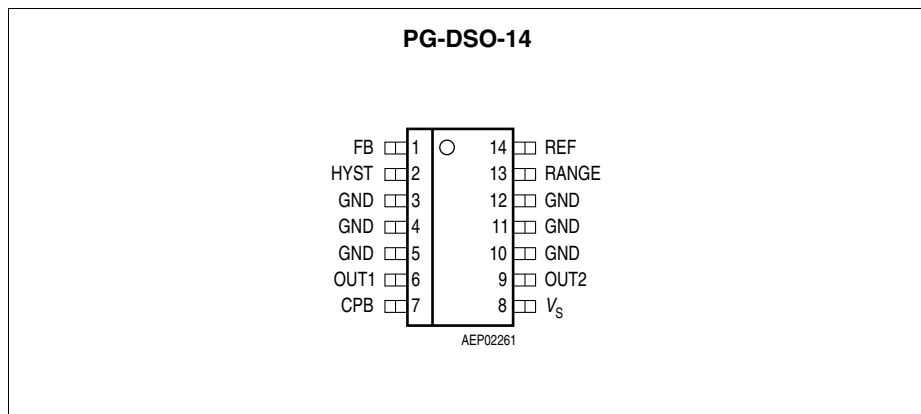 PG-DSO-14
FB 1 14 REF
HYST 2 13 RANGE
GND 3 12 GND
GND 4 11 GND
GND 5 10 GND
OUT1 6 9 OUT2
CPB 7 8 VS
AEP02261